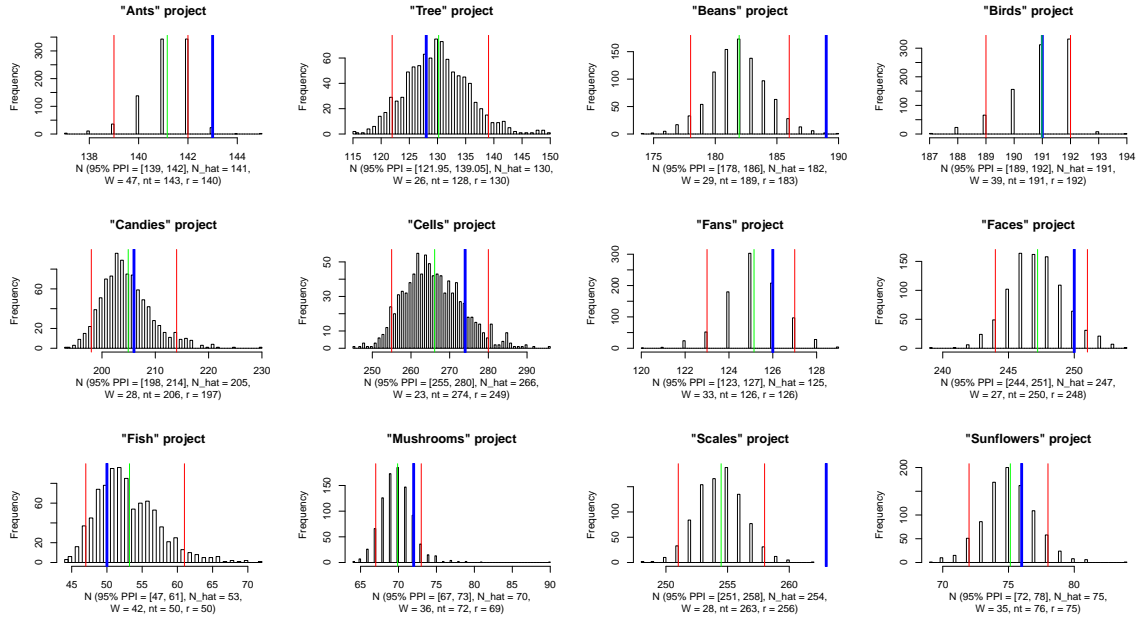 "Ants" project
Frequency
0 100 200 300
138 140 142 144
N (95% PPI = [139, 142], N_hat = 141,
W = 47, nt = 143, r = 140)
"Tree" project
Frequency
0 20 40 60
115 120 125 130 135 140 145 150
N (95% PPI = [121.95, 139.05], N_hat = 130,
W = 26, nt = 128, r = 130)
"Beans" project
Frequency
0 50 100 150
175 180 185 190
N (95% PPI = [178, 186], N_hat = 182,
W = 29, nt = 189, r = 183)
"Birds" project
Frequency
0 100 200 300
187 188 189 190 191 192 193 194
N (95% PPI = [189, 192], N_hat = 191,
W = 39, nt = 191, r = 192)
"Candies" project
Frequency
0 20 40 60 80
200 210 220 230
N (95% PPI = [198, 214], N_hat = 205,
W = 28, nt = 206, r = 197)
"Cells" project
Frequency
0 10 30 50
250 260 270 280 290
N (95% PPI = [255, 280], N_hat = 266,
W = 23, nt = 274, r = 249)
"Fans" project
Frequency
0 50 100 200 300
120 122 124 126 128
N (95% PPI = [123, 127], N_hat = 125,
W = 33, nt = 126, r = 126)
"Faces" project
Frequency
0 50 100 150
240 245 250
N (95% PPI = [244, 251], N_hat = 247,
W = 27, nt = 250, r = 248)
"Fish" project
Frequency
0 20 40 60 80
45 50 55 60 65 70
N (95% PPI = [47, 61], N_hat = 53,
W = 42, nt = 50, r = 50)
"Mushrooms" project
Frequency
0 50 100 150
65 70 75 80 85 90
N (95% PPI = [67, 73], N_hat = 70,
W = 36, nt = 72, r = 69)
"Scales" project
Frequency
0 50 100 150
250 255 260
N (95% PPI = [251, 258], N_hat = 254,
W = 28, nt = 263, r = 256)
"Sunflowers" project
Frequency
0 50 100 150 200
70 75 80
N (95% PPI = [72, 78], N_hat = 75,
W = 35, nt = 76, r = 75)